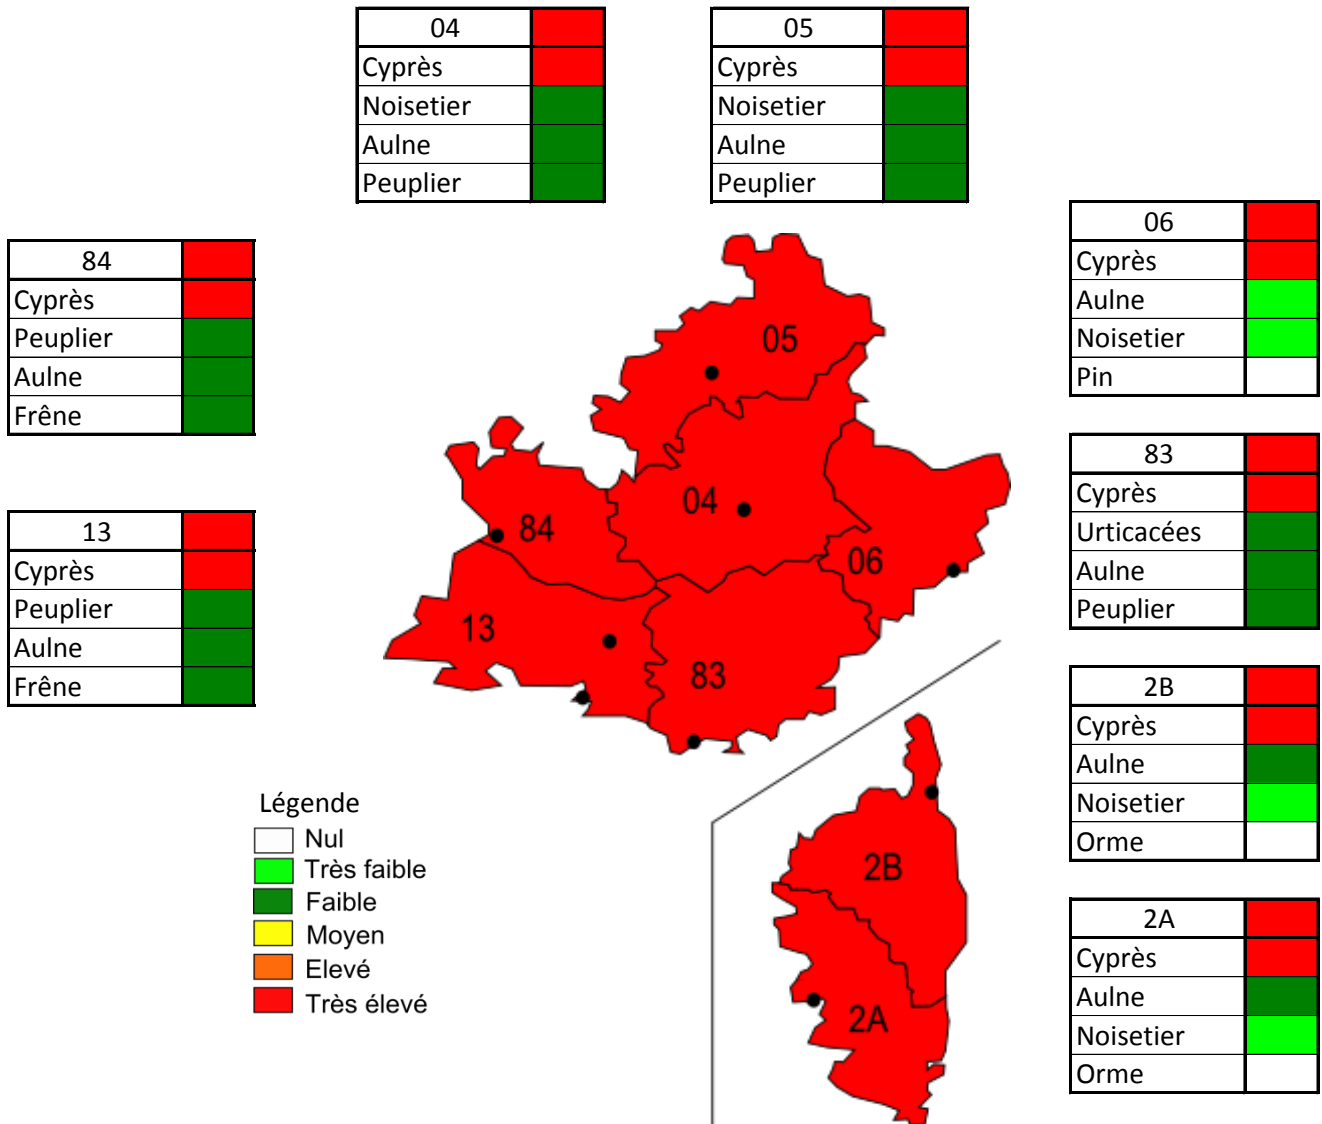 04
Cyprès
Noisetier
Aulne
Peuplier
05
Cyprès
Noisetier
Aulne
Peuplier
84
Cyprès
Peuplier
Aulne
Frêne
13
Cyprès
Peuplier
Aulne
Frêne
06
Cyprès
Aulne
Noisetier
Pin
83
Cyprès
Urticacées
Aulne
Peuplier
2B
Cyprès
Aulne
Noisetier
Orme
2A
Cyprès
Aulne
Noisetier
Orme
05
04
84
06
13
83
2B
2A
Légende
Nul
Très faible
Faible
Moyen
Elevé
Très élevé